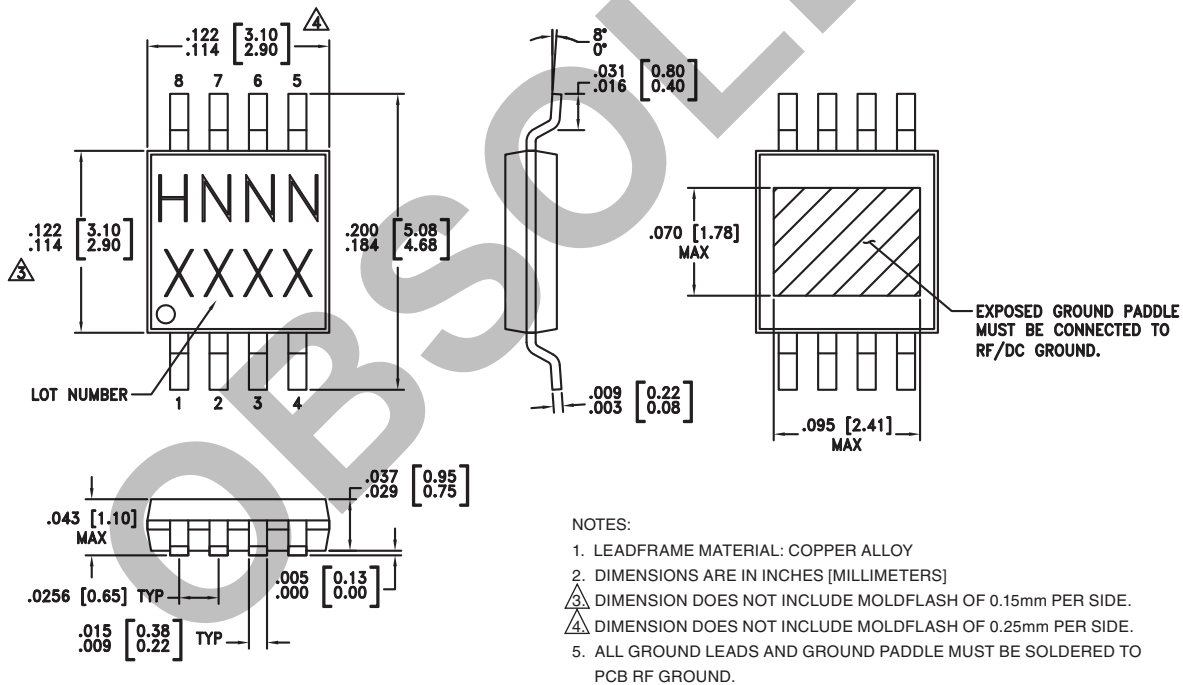 .122 [3.10]
.114 [2.90]
4
8 7 6 5
HNNN
XXXX
.122 [3.10]
.114 [2.90]
3
.200 [5.08]
.184 [4.68]
LOT NUMBER
1 2 3 4
8°
0°
.031 [0.80]
.016 [0.40]
.009 [0.22]
.003 [0.08]
.070 [1.78]
MAX
EXPOSED GROUND PADDLE
MUST BE CONNECTED TO
RF/DC GROUND.
.095 [2.41]
MAX
.043 [1.10]
MAX
.037 [0.95]
.029 [0.75]
.005 [0.13]
.000 [0.00]
.0256 [0.65] TYP
.015 [0.38]
.009 [0.22]
TYP
NOTES:
1. LEADFRAME MATERIAL: COPPER ALLOY
2. DIMENSIONS ARE IN INCHES [MILLIMETERS]
3. DIMENSION DOES NOT INCLUDE MOLDFLASH OF 0.15mm PER SIDE.
4. DIMENSION DOES NOT INCLUDE MOLDFLASH OF 0.25mm PER SIDE.
5. ALL GROUND LEADS AND GROUND PADDLE MUST BE SOLDERED TO
PCB RF GROUND.
OBSOL